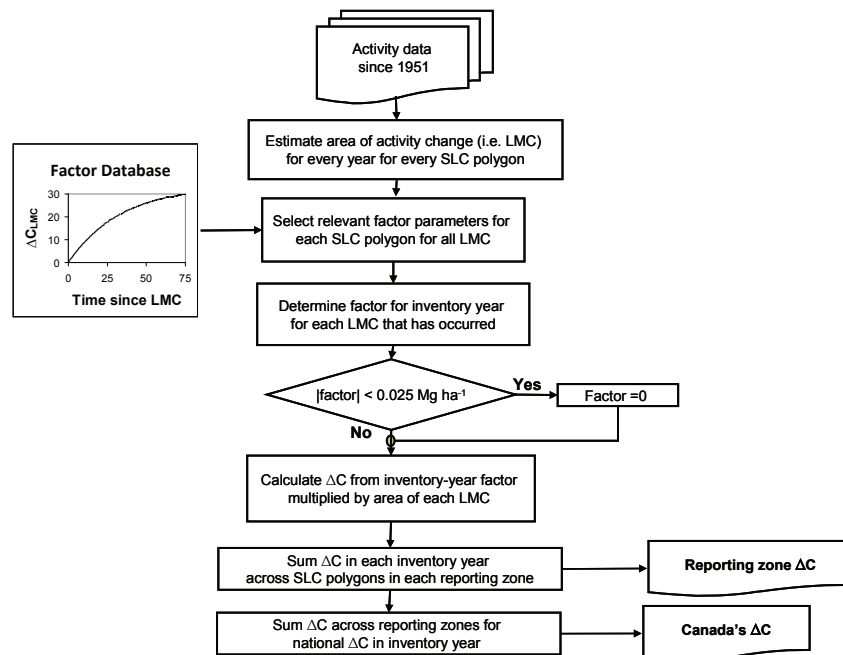 Activity data
since 1951
Estimate area of activity change (i.e. LMC)
for every year for every SLC polygon
Factor Database
30
20
10
0
ΔC_LMC
0 25 50 75
Time since LMC
Select relevant factor parameters for
each SLC polygon for all LMC
Determine factor for inventory year
for each LMC that has occurred
|factor| < 0.025 Mg ha⁻¹
Yes
Factor =0
No
Calculate ΔC from inventory-year factor
multiplied by area of each LMC
Sum ΔC in each inventory year
across SLC polygons in each reporting zone
Reporting zone ΔC
Sum ΔC across reporting zones for
national ΔC in inventory year
Canada's ΔC